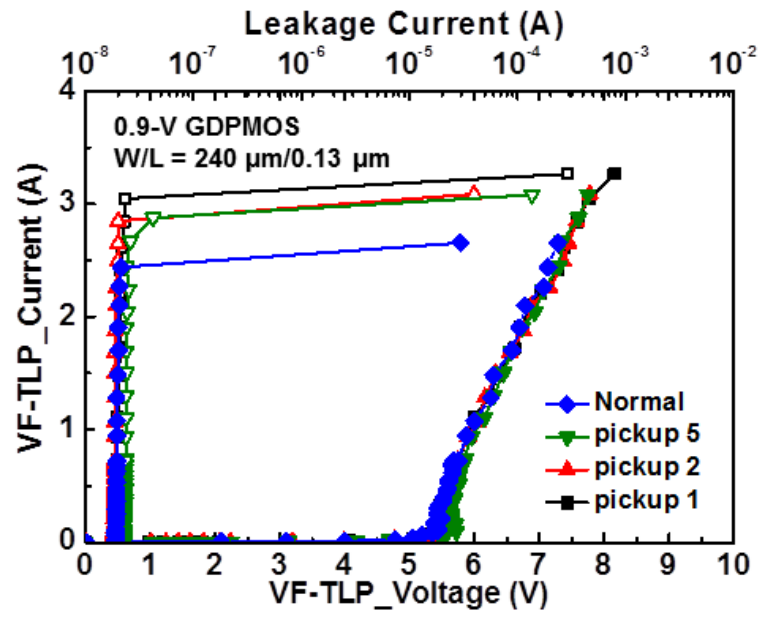 Leakage Current (A)
10-8 10-7 10-6 10-5 10-4 10-3 10-2
4
3
2
1
0
VF-TLP_Current (A)
0.9-V GDPMOS
W/L = 240 μm/0.13 μm
Normal
pickup 5
pickup 2
pickup 1
0 1 2 3 4 5 6 7 8 9 10
VF-TLP_Voltage (V)